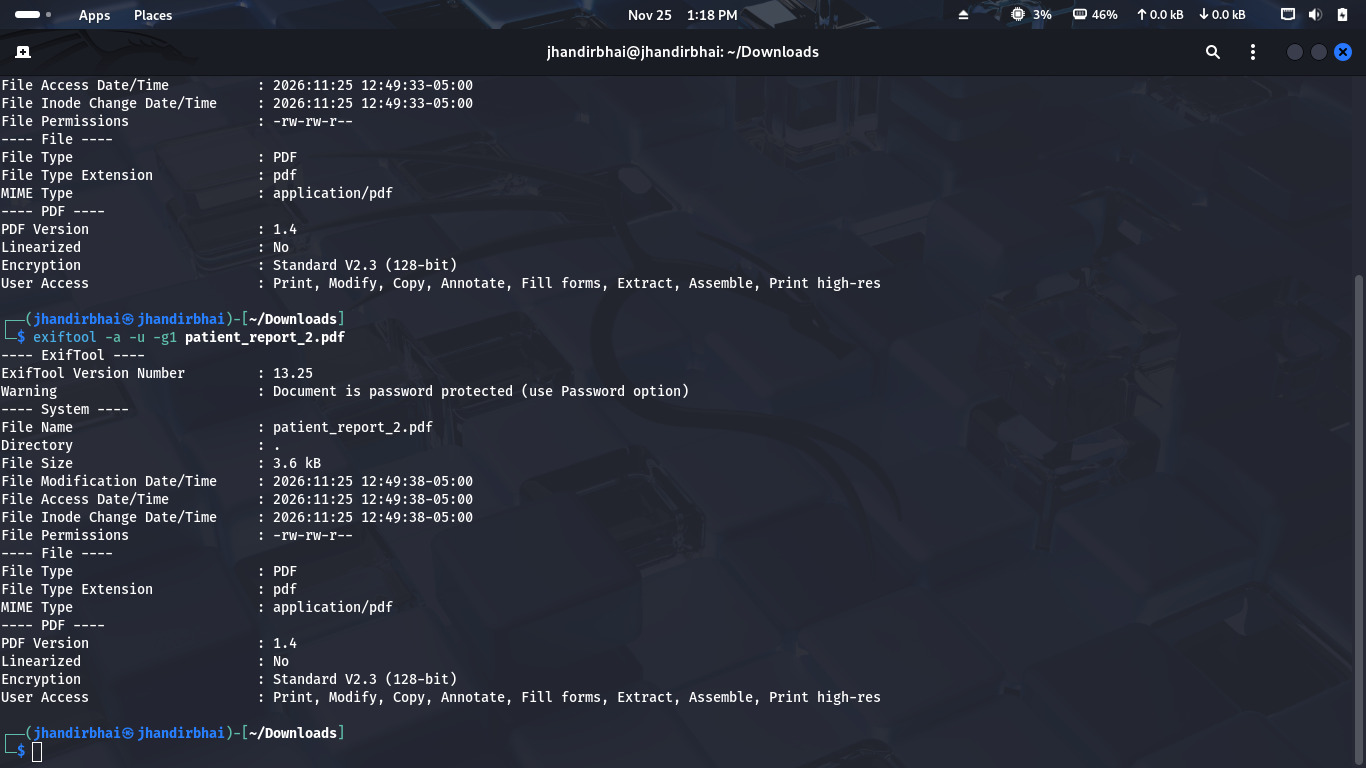 Apps Places Nov 25 1:18 PM 3% 46% 0.0 kB 0.0 kB
jhandirbhai@jhandirbhai: ~/Downloads
File Access Date/Time : 2026:11:25 12:49:33-05:00
File Inode Change Date/Time : 2026:11:25 12:49:33-05:00
File Permissions : -rw-rw-r--
---- File ----
File Type : PDF
File Type Extension : pdf
MIME Type : application/pdf
---- PDF ----
PDF Version : 1.4
Linearized : No
Encryption : Standard V2.3 (128-bit)
User Access : Print, Modify, Copy, Annotate, Fill forms, Extract, Assemble, Print high-res
┌──(jhandirbhai㉿jhandirbhai)-[~/Downloads]
└─$ exiftool -a -u -g1 patient_report_2.pdf
---- ExifTool ----
ExifTool Version Number : 13.25
Warning : Document is password protected (use Password option)
---- System ----
File Name : patient_report_2.pdf
Directory : .
File Size : 3.6 kB
File Modification Date/Time : 2026:11:25 12:49:38-05:00
File Access Date/Time : 2026:11:25 12:49:38-05:00
File Inode Change Date/Time : 2026:11:25 12:49:38-05:00
File Permissions : -rw-rw-r--
---- File ----
File Type : PDF
File Type Extension : pdf
MIME Type : application/pdf
---- PDF ----
PDF Version : 1.4
Linearized : No
Encryption : Standard V2.3 (128-bit)
User Access : Print, Modify, Copy, Annotate, Fill forms, Extract, Assemble, Print high-res
┌──(jhandirbhai㉿jhandirbhai)-[~/Downloads]
└─$